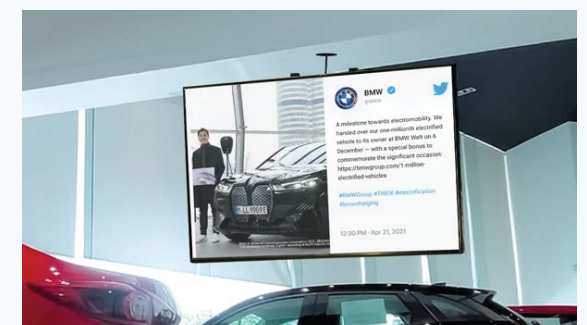 BMW
A milestone towards electromobility. We
handed over our one-millionth electrified
vehicle to its owner at BMW Welt on 6
December – with a special bonus to
commemorate the significant occasion:
https://bmwgroup.com/1-million-
electrified-vehicles
#BMWGroup #THEiX #electrification
#bmwcharging
12:30 PM · Apr 21, 2021